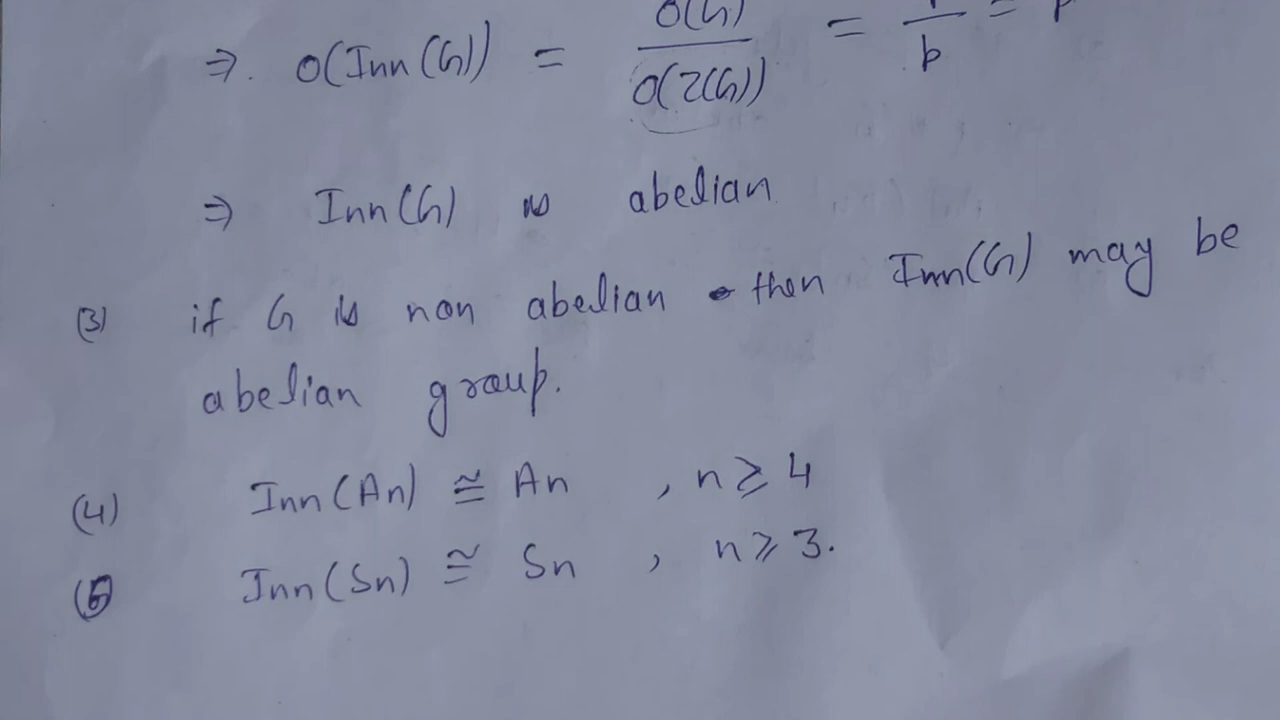 ⇒. O(Inn(G)) = O(G) / O(Z(G)) = / p =
⇒ Inn(G) is abelian
(3) if G is non abelian then Inn(G) may be
abelian group.
(4) Inn(An) ≅ An , n ≥ 4
(5) Inn(Sn) ≅ Sn , n ≥ 3.